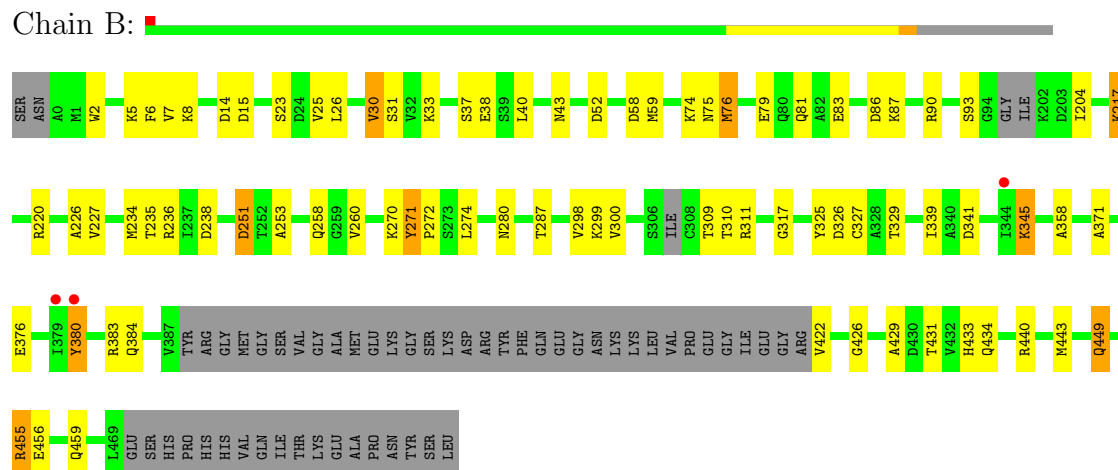 Chain B:
SER ASN A0 M1 W2 K5 F6 V7 K8 D14 D15 S23 D24 V25 L26 V30 S31 V32 K33 S37 E38 S39 L40 N43 D52 D58 M59 K74 N75 M76 E79 Q80 Q81 A82 E83 D86 K87 R90 S93 G94 GLY ILE K202 D203 I204 K217
R220 A226 V227 M234 T235 R236 I237 D238 D251 T252 A253 Q258 G259 V260 K270 Y271 P272 S273 L274 N280 T287 V298 K299 V300 S306 ILE C308 T309 T310 R311 G317 Y325 D326 C327 A328 T329 I339 A340 D341 I344 K345 A358 A371
E376 I379 Y380 R383 Q384 V387 TYR ARG GLY MET GLY SER VAL GLY ALA MET GLU LYS GLY SER LYS ASP ARG TYR PHE GLN GLU GLY ASN LYS LYS LEU VAL PRO GLU GLY ILE GLU GLY ARG V422 G426 A429 D430 T431 V432 H433 Q434 R440 M443 Q449
R455 E456 Q459 L469 GLU SER HIS PRO HIS HIS VAL GLN ILE THR LYS GLU ALA PRO ASN TYR SER LEU